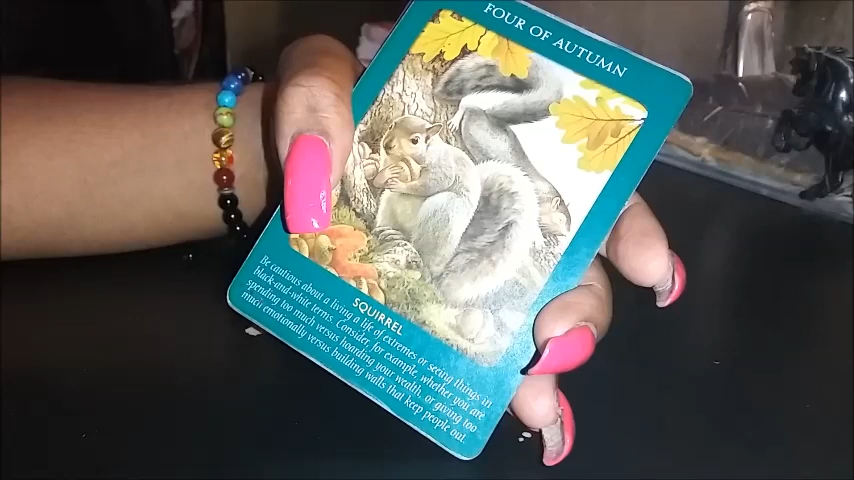 FOUR OF AUTUMN
SQUIRREL
Be cautious about a living a life of extremes or seeing things in
black-and-white terms. Consider, for example, whether you are
spending too much versus hoarding your wealth, or giving too
much emotionally versus building walls that keep people out.